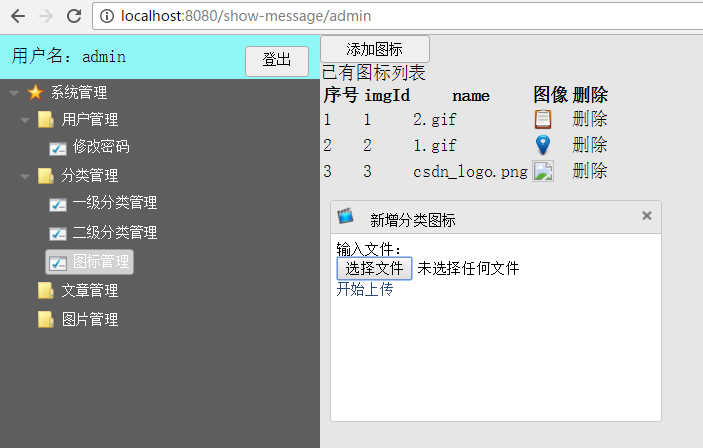 localhost:8080/show-message/admin
用户名：admin
登出
系统管理
用户管理
修改密码
分类管理
一级分类管理
二级分类管理
图标管理
文章管理
图片管理
添加图标
已有图标列表
序号 imgId name 图像 删除
1 1 2.gif 删除
2 2 1.gif 删除
3 3 csdn_logo.png 删除
新增分类图标
输入文件：
选择文件 未选择任何文件
开始上传